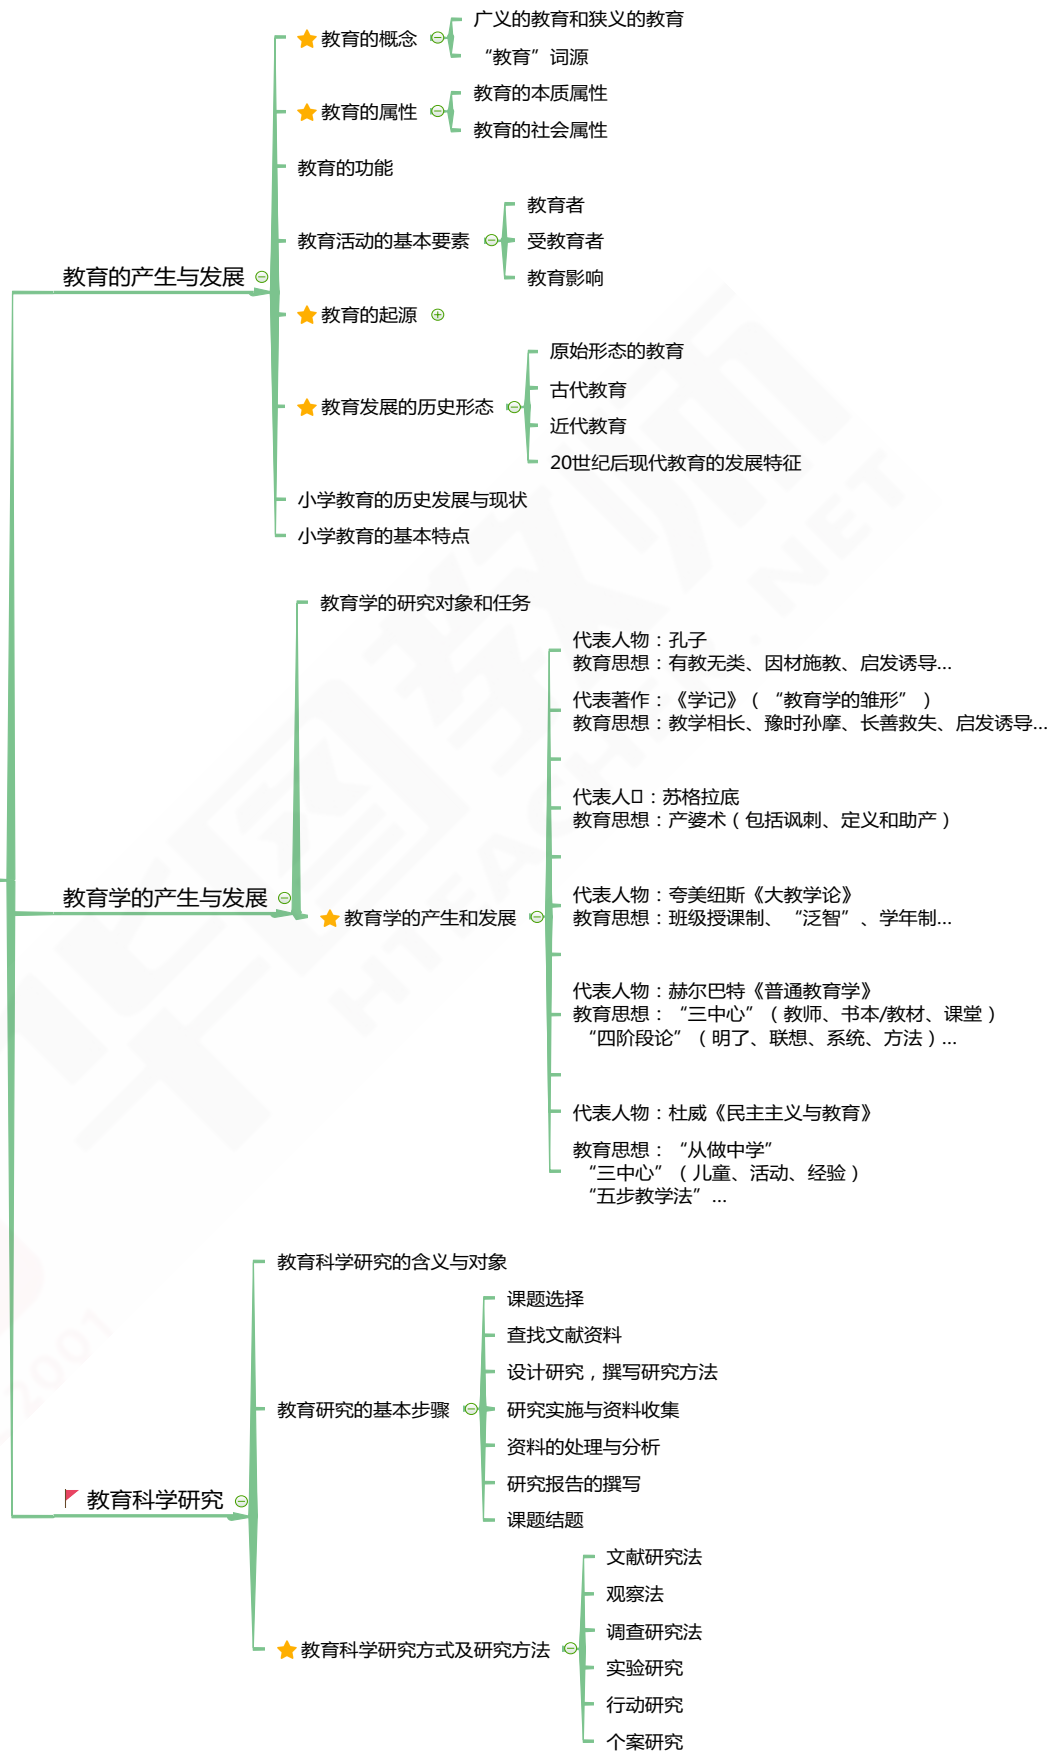 广义的教育和狭义的教育
教育的概念
“教育”词源
教育的本质属性
教育的属性
教育的社会属性
教育的功能
教育者
教育活动的基本要素
受教育者
教育影响
教育的产生与发展
教育的起源
原始形态的教育
古代教育
教育发展的历史形态
近代教育
20世纪后现代教育的发展特征
小学教育的历史发展与现状
小学教育的基本特点
教育学的研究对象和任务
代表人物：孔子
教育思想：有教无类、因材施教、启发诱导...
代表著作：《学记》（“教育学的雏形”）
教育思想：教学相长、豫时孙摩、长善救失、启发诱导...
代表人□：苏格拉底
教育思想：产婆术（包括讽刺、定义和助产）
教育学的产生与发展
教育学的产生和发展
代表人物：夸美纽斯《大教学论》
教育思想：班级授课制、“泛智”、学年制...
代表人物：赫尔巴特《普通教育学》
教育思想：“三中心”（教师、书本/教材、课堂）
“四阶段论”（明了、联想、系统、方法）...
代表人物：杜威《民主主义与教育》
教育思想：“从做中学”
“三中心”（儿童、活动、经验）
“五步教学法”...
教育科学研究的含义与对象
课题选择
查找文献资料
设计研究，撰写研究方法
教育研究的基本步骤
研究实施与资料收集
资料的处理与分析
研究报告的撰写
课题结题
教育科学研究
文献研究法
观察法
调查研究法
教育科学研究方式及研究方法
实验研究
行动研究
个案研究
华图教师
HTEACHER.NET
2001